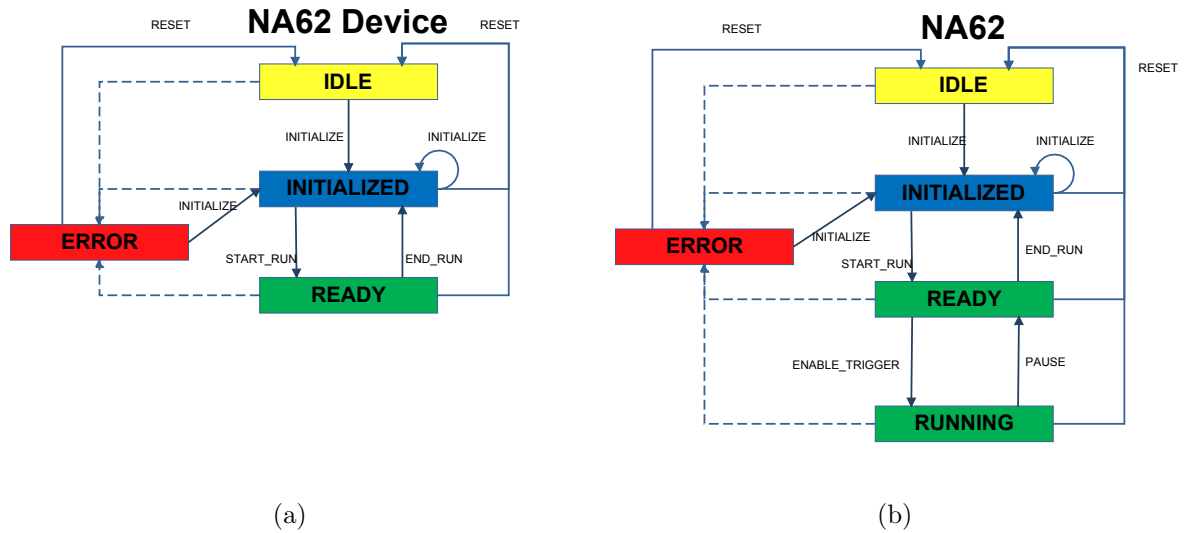 NA62 Device
RESET
RESET
IDLE
INITIALIZE
INITIALIZE
INITIALIZED
INITIALIZE
ERROR
START_RUN
END_RUN
READY
(a)
NA62
RESET
RESET
IDLE
INITIALIZE
INITIALIZE
INITIALIZED
INITIALIZE
ERROR
START_RUN
END_RUN
READY
ENABLE_TRIGGER
PAUSE
RUNNING
(b)